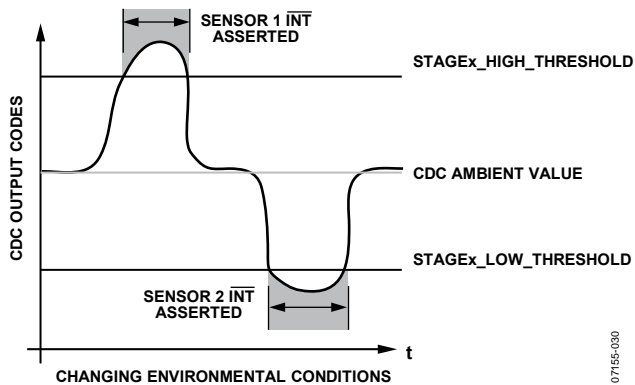 SENSOR 1 INT
ASSERTED
STAGEx_HIGH_THRESHOLD
CDC OUTPUT CODES
CDC AMBIENT VALUE
STAGEx_LOW_THRESHOLD
SENSOR 2 INT
ASSERTED
t
CHANGING ENVIRONMENTAL CONDITIONS
07155-030